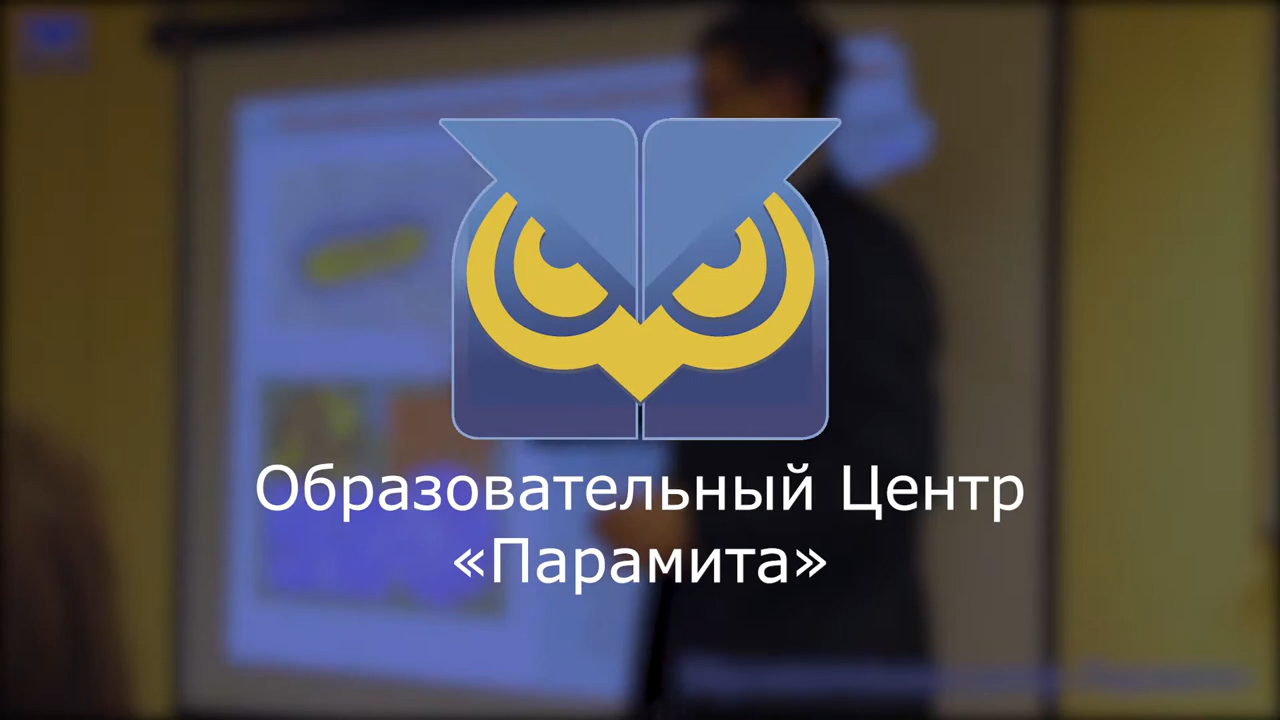 Образовательный Центр
«Парамита»